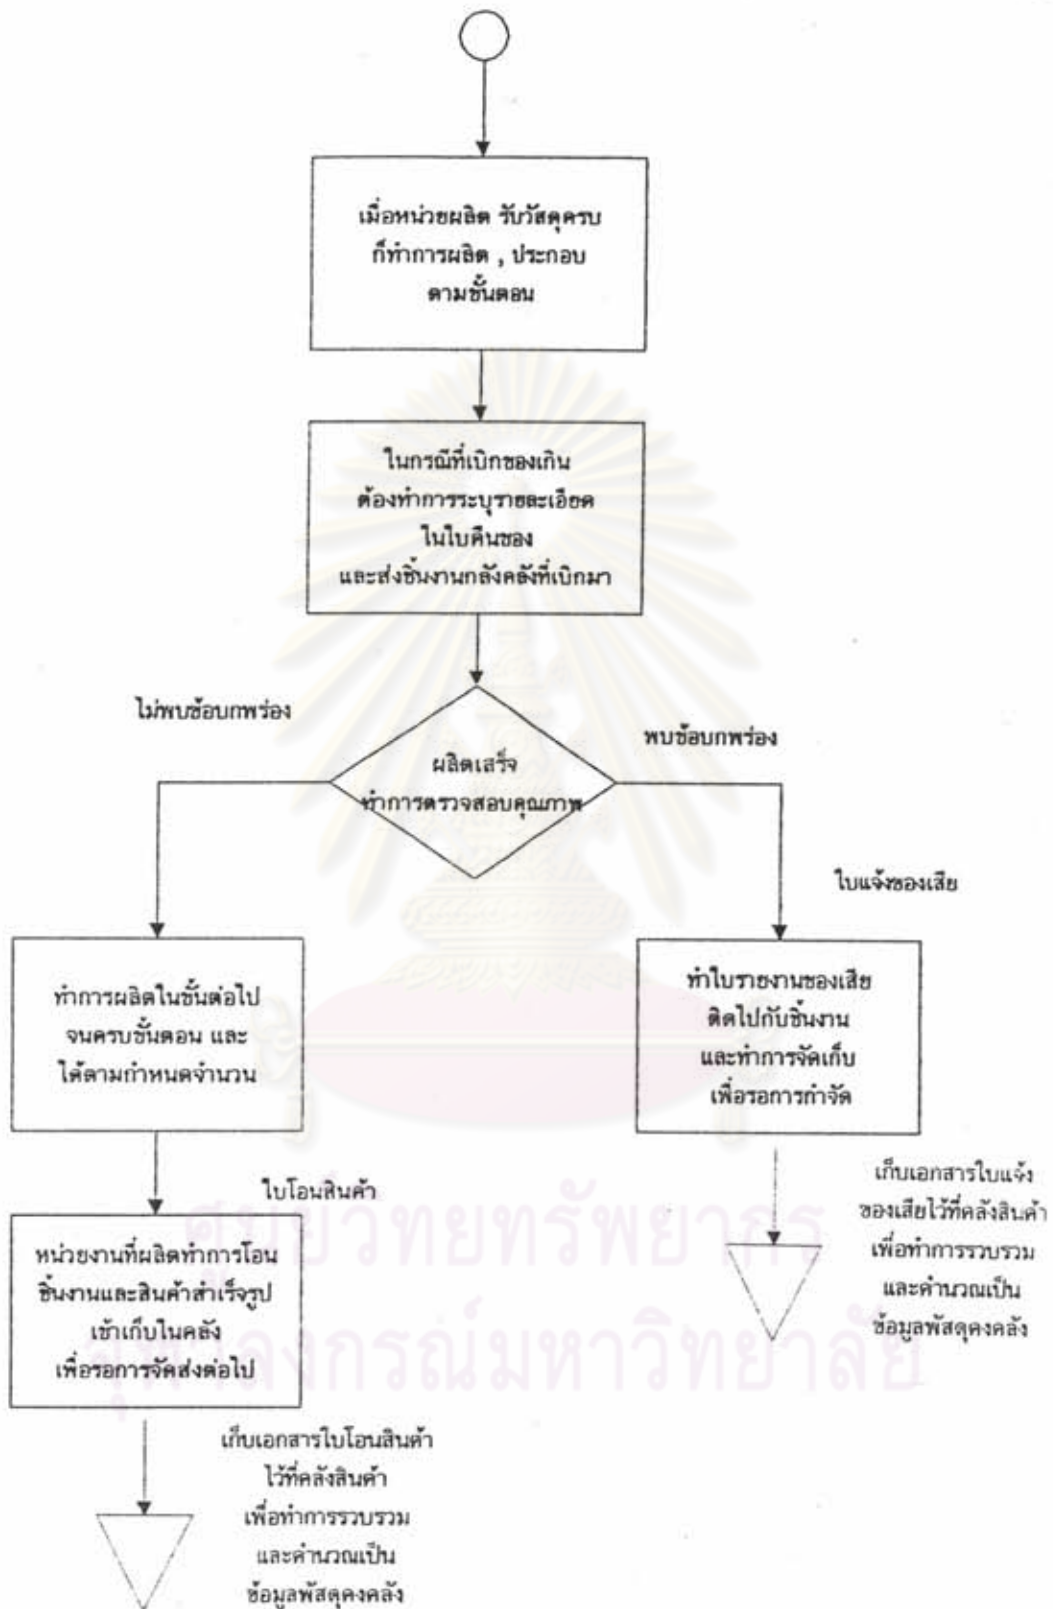 เมื่อหน่วยผลิต รับวัสดุครบ
ก็ทำการผลิต , ประกอบ
ตามขั้นตอน
ในกรณีที่เบิกของเกิน
ต้องทำการระบุรายละเอียด
ในใบคืนของ
และส่งชิ้นงานกลังคลังที่เบิกมา
ไม่พบข้อบกพร่อง
พบข้อบกพร่อง
ผลิตเสร็จ
ทำการตรวจสอบคุณภาพ
ใบแจ้งของเสีย
ทำการผลิตในขั้นต่อไป
จนครบขั้นตอน และ
ได้ตามกำหนดจำนวน
ทำใบรายงานของเสีย
ติดไปกับชิ้นงาน
และทำการจัดเก็บ
เพื่อรอการกำจัด
ใบโอนสินค้า
หน่วยงานที่ผลิตทำการโอน
ชิ้นงานและสินค้าสำเร็จรูป
เข้าเก็บในคลัง
เพื่อรอการจัดส่งต่อไป
เก็บเอกสารใบแจ้ง
ของเสียไว้ที่คลังสินค้า
เพื่อทำการรวบรวม
และคำนวณเป็น
ข้อมูลพัสดุคงคลัง
เก็บเอกสารใบโอนสินค้า
ไว้ที่คลังสินค้า
เพื่อทำการรวบรวม
และคำนวณเป็น
ข้อมูลพัสดุคงคลัง
ศูนย์วิทยทรัพยากร
จุฬาลงกรณ์มหาวิทยาลัย